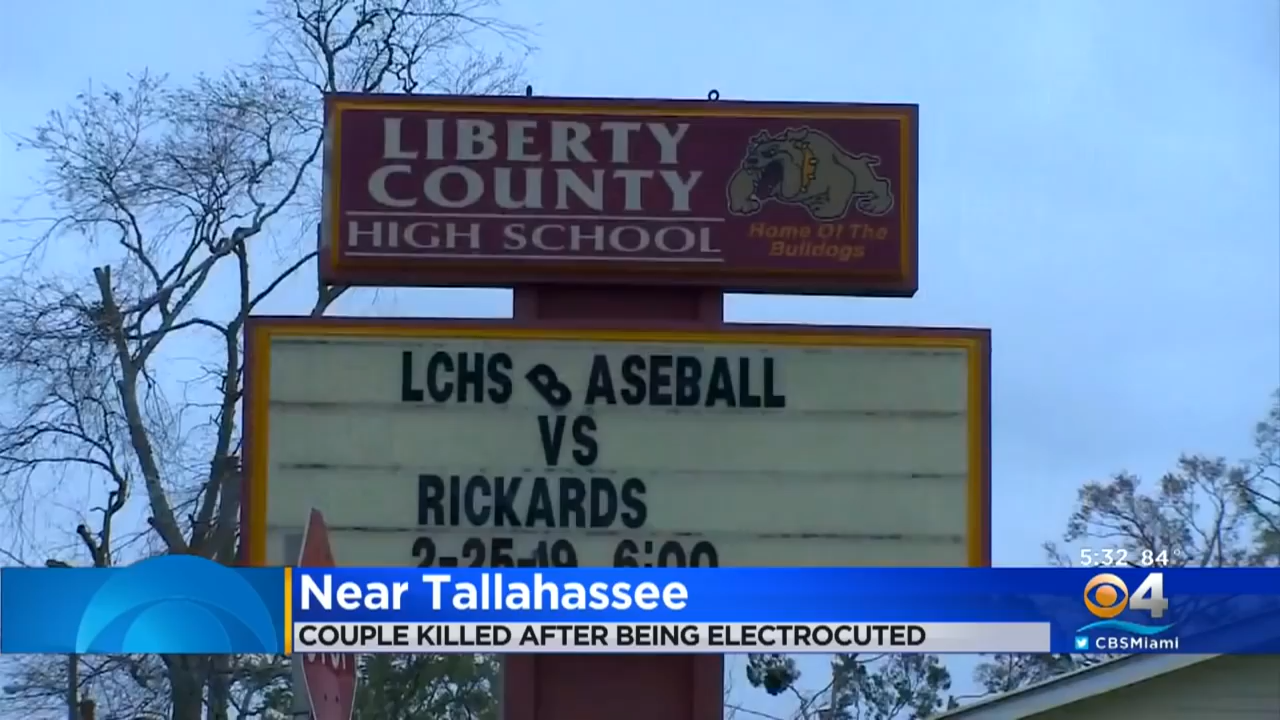 LIBERTY
COUNTY
HIGH SCHOOL
Home Of The
Bulldogs
LCHS BASEBALL
VS
RICKARDS
2-25-19 6:00
5:32 84°
Near Tallahassee
4
COUPLE KILLED AFTER BEING ELECTROCUTED
CBSMiami